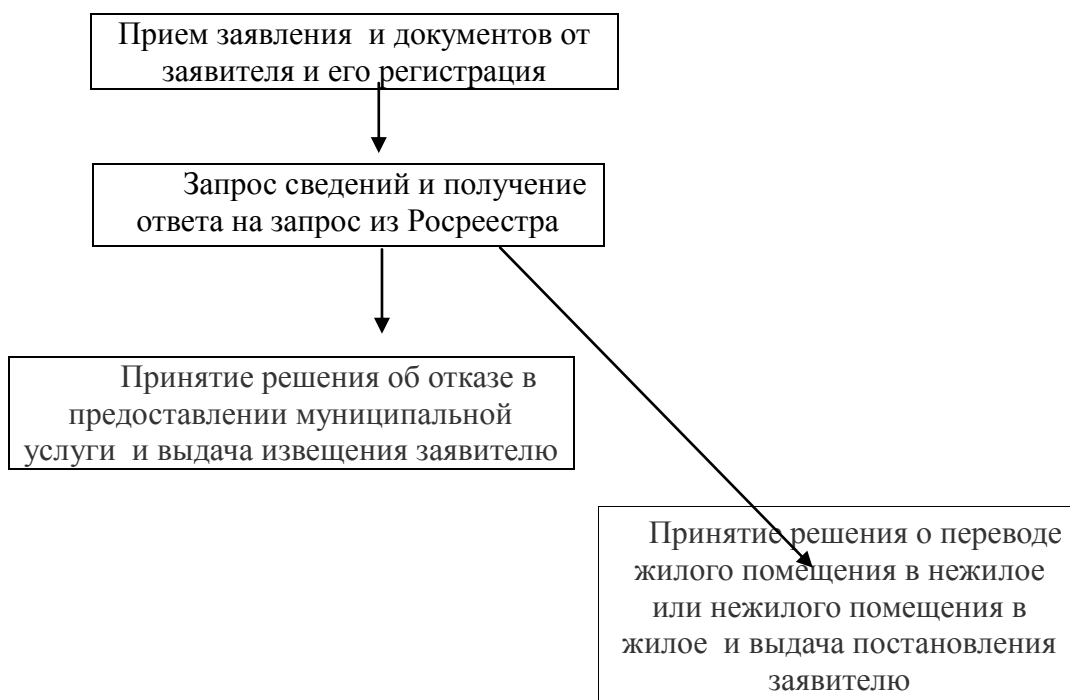 Прием заявления и документов от
заявителя и его регистрация
Запрос сведений и получение
ответа на запрос из Росреестра
Принятие решения об отказе в
предоставлении муниципальной
услуги и выдача извещения заявителю
Принятие решения о переводе
жилого помещения в нежилое
или нежилого помещения в
жилое и выдача постановления
заявителю